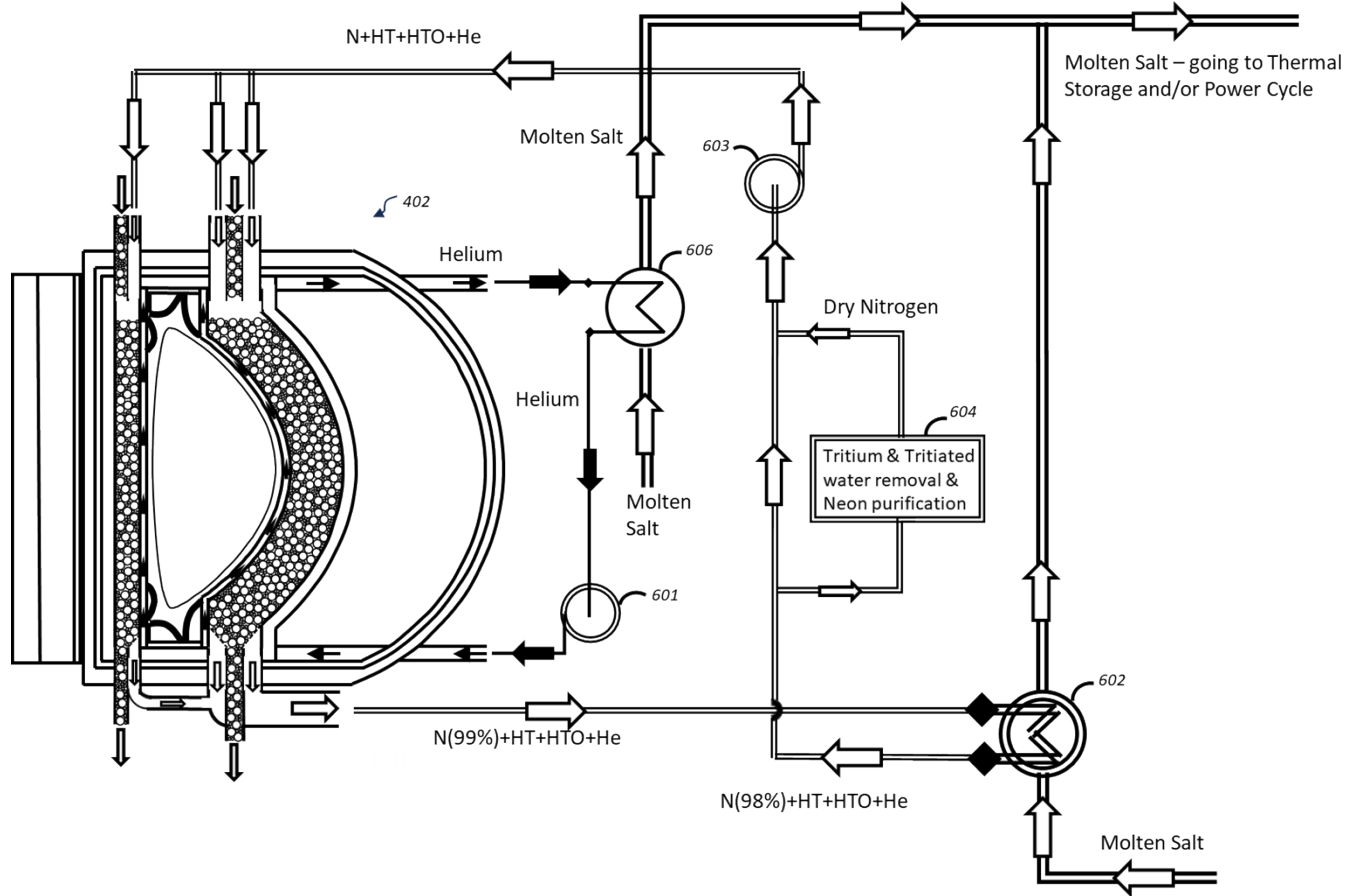 N+HT+HTO+He
Molten Salt – going to Thermal
Storage and/or Power Cycle
Molten Salt
603
402
Helium
606
Dry Nitrogen
Helium
604
Tritium & Tritiated
water removal &
Neon purification
Molten
Salt
601
602
N(99%)+HT+HTO+He
N(98%)+HT+HTO+He
Molten Salt